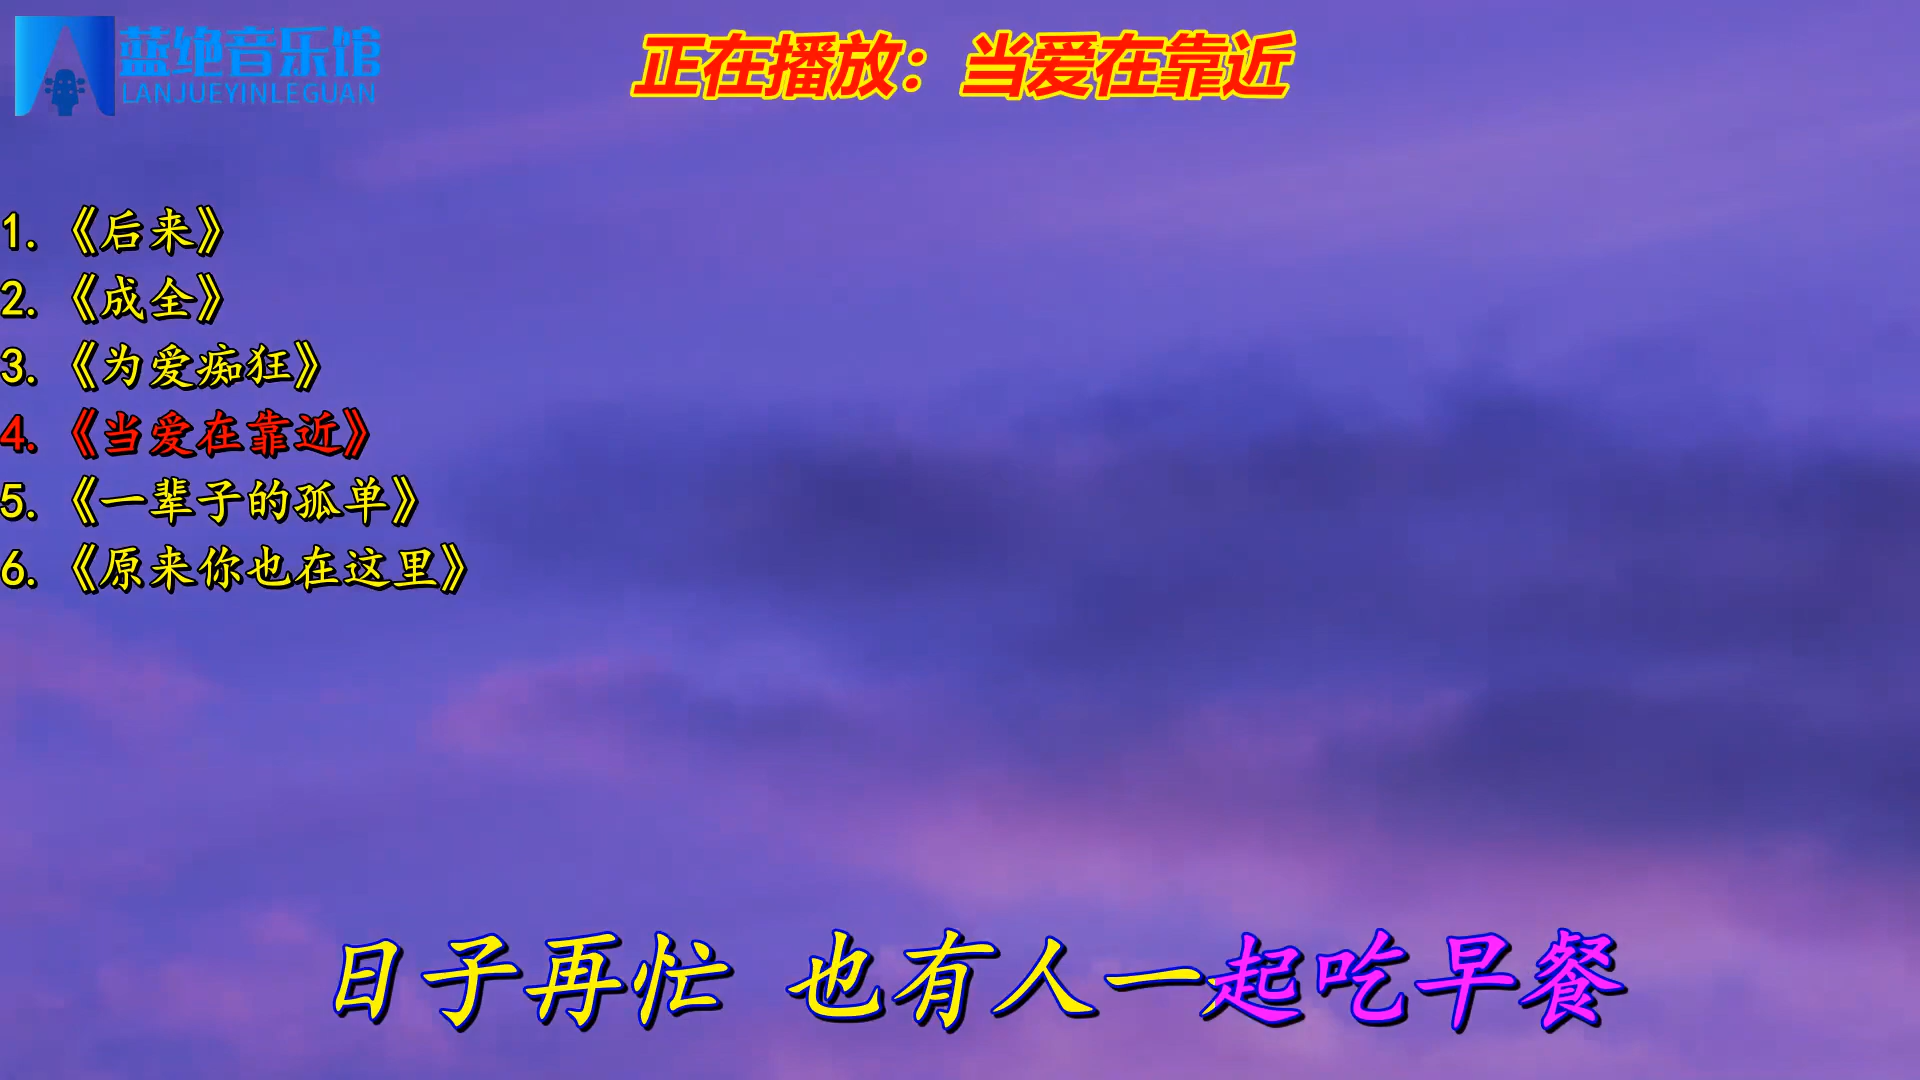 蓝绝音乐馆
LANJUEYINLEGUAN
正在播放：当爱在靠近
1.《后来》
2.《成全》
3.《为爱痴狂》
4.《当爱在靠近》
5.《一辈子的孤单》
6.《原来你也在这里》
日子再忙 也有人一起吃早餐